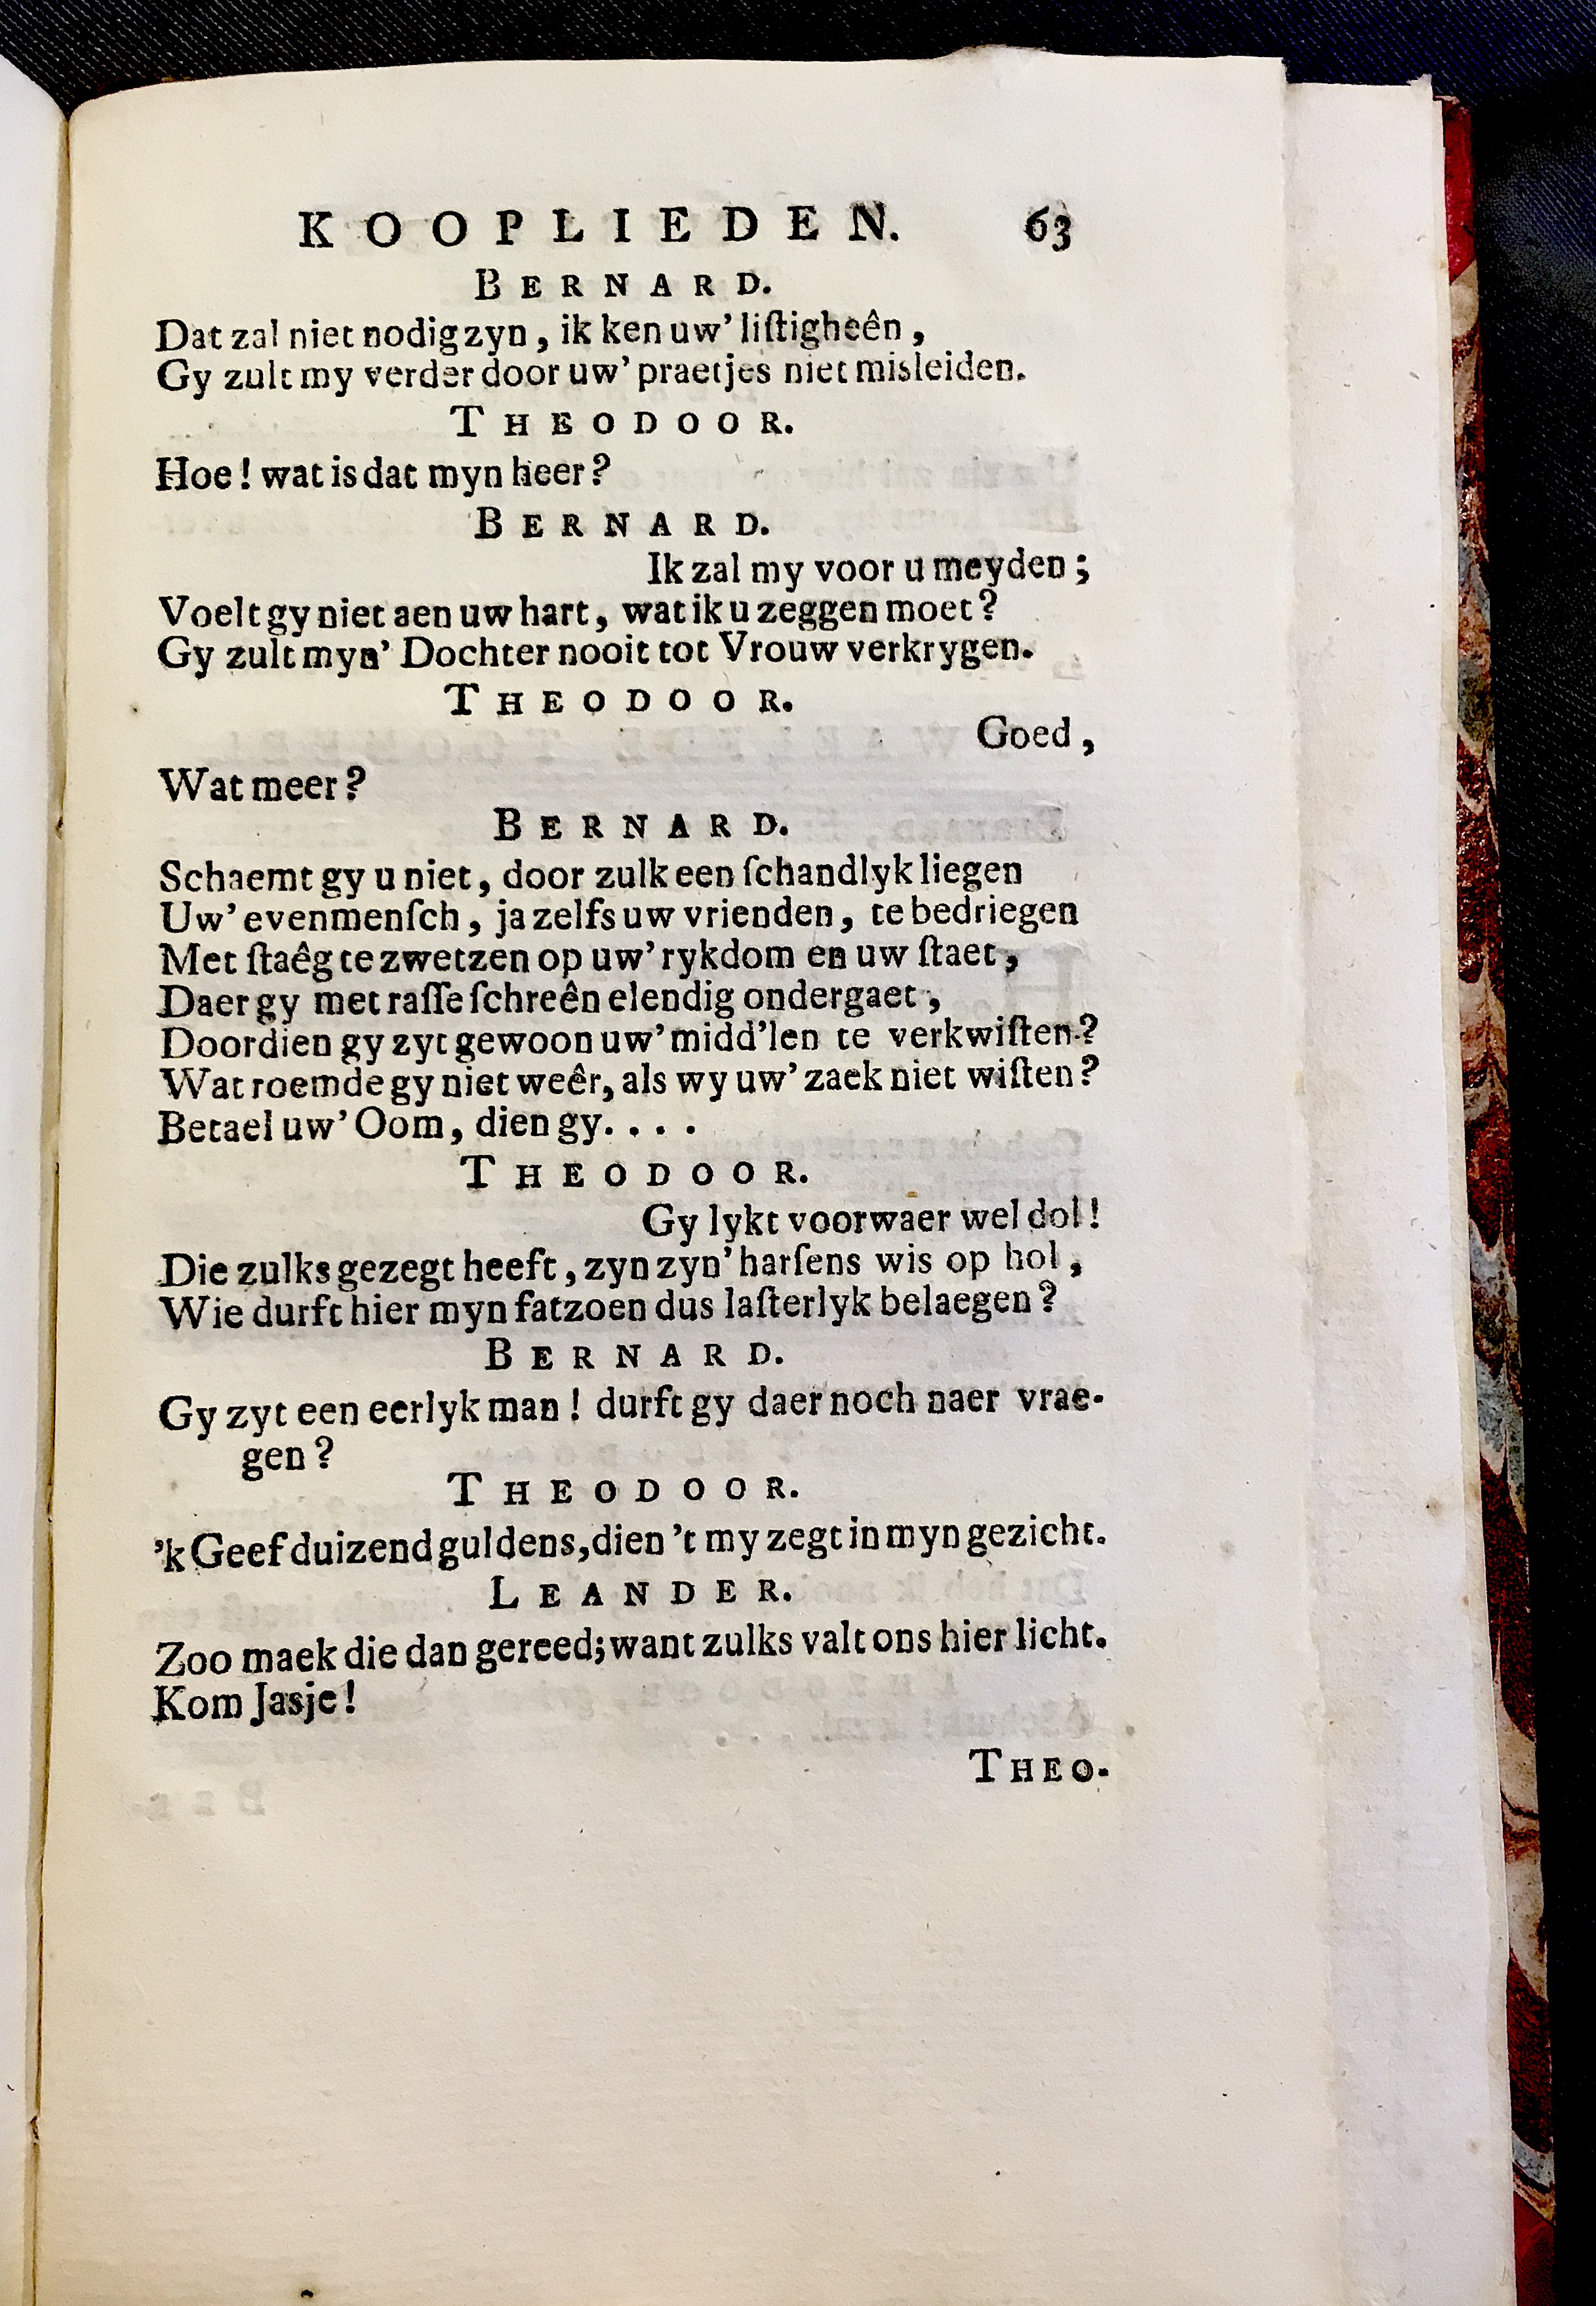 KOOPLIEDEN. 63
BERNARD.
Dat zal niet nodig zyn, ik ken uw’ liſtigheên,
Gy zult my verder door uw’ praetjes niet misleiden.
THEODOOR.
Hoe! wat is dat myn heer?
BERNARD.
Ik zal my voor u meyden;
Voelt gy niet aen uw hart, wat ik u zeggen moet?
Gy zult myn’ Dochter nooit tot Vrouw verkrygen.
THEODOOR.
Goed,
Wat meer?
BERNARD.
Schaemt gy u niet, door zulk een ſchandlyk liegen
Uw’ evenmenſch, ja zelfs uw vrienden, te bedriegen
Met ſtaêg te zwetzen op uw’ rykdom en uw ſtaet,
Daer gy met raſſe ſchreên elendig ondergaet,
Doordien gy zyt gewoon uw’ midd’len te verkwiſten?
Wat roemde gy niet weêr, als wy uw’ zaek niet wiſten?
Betael uw’ Oom, dien gy....
THEODOOR.
Gy lykt voorwaer wel dol!
Die zulks gezegt heeft, zyn zyn’ harſens wis op hol,
Wie durft hier myn fatzoen dus laſterlyk belaegen?
BERNARD.
Gy zyt een eerlyk man! durft gy daer noch naer vrae-
gen?
THEODOOR.
’k Geef duizend guldens, dien ’t my zegt in myn gezicht.
LEANDER.
Zoo maek die dan gereed; want zulks valt ons hier licht.
Kom Jasje!
THEO-